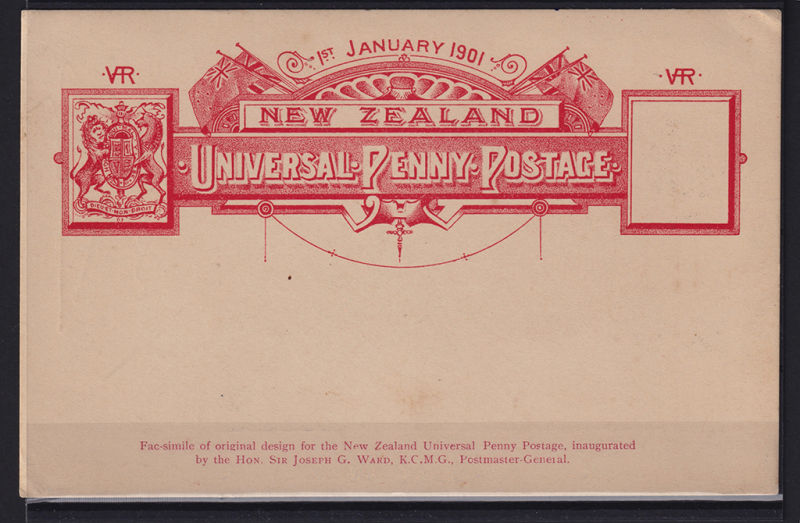 1ST JANUARY 1901
VR
VR
NEW ZEALAND
UNIVERSAL·PENNY·POSTAGE·
DIEU ET MON DROIT
Fac-simile of original design for the New Zealand Universal Penny Postage, inaugurated
by the HON. SIR JOSEPH G. WARD, K.C.M.G., Postmaster-General.